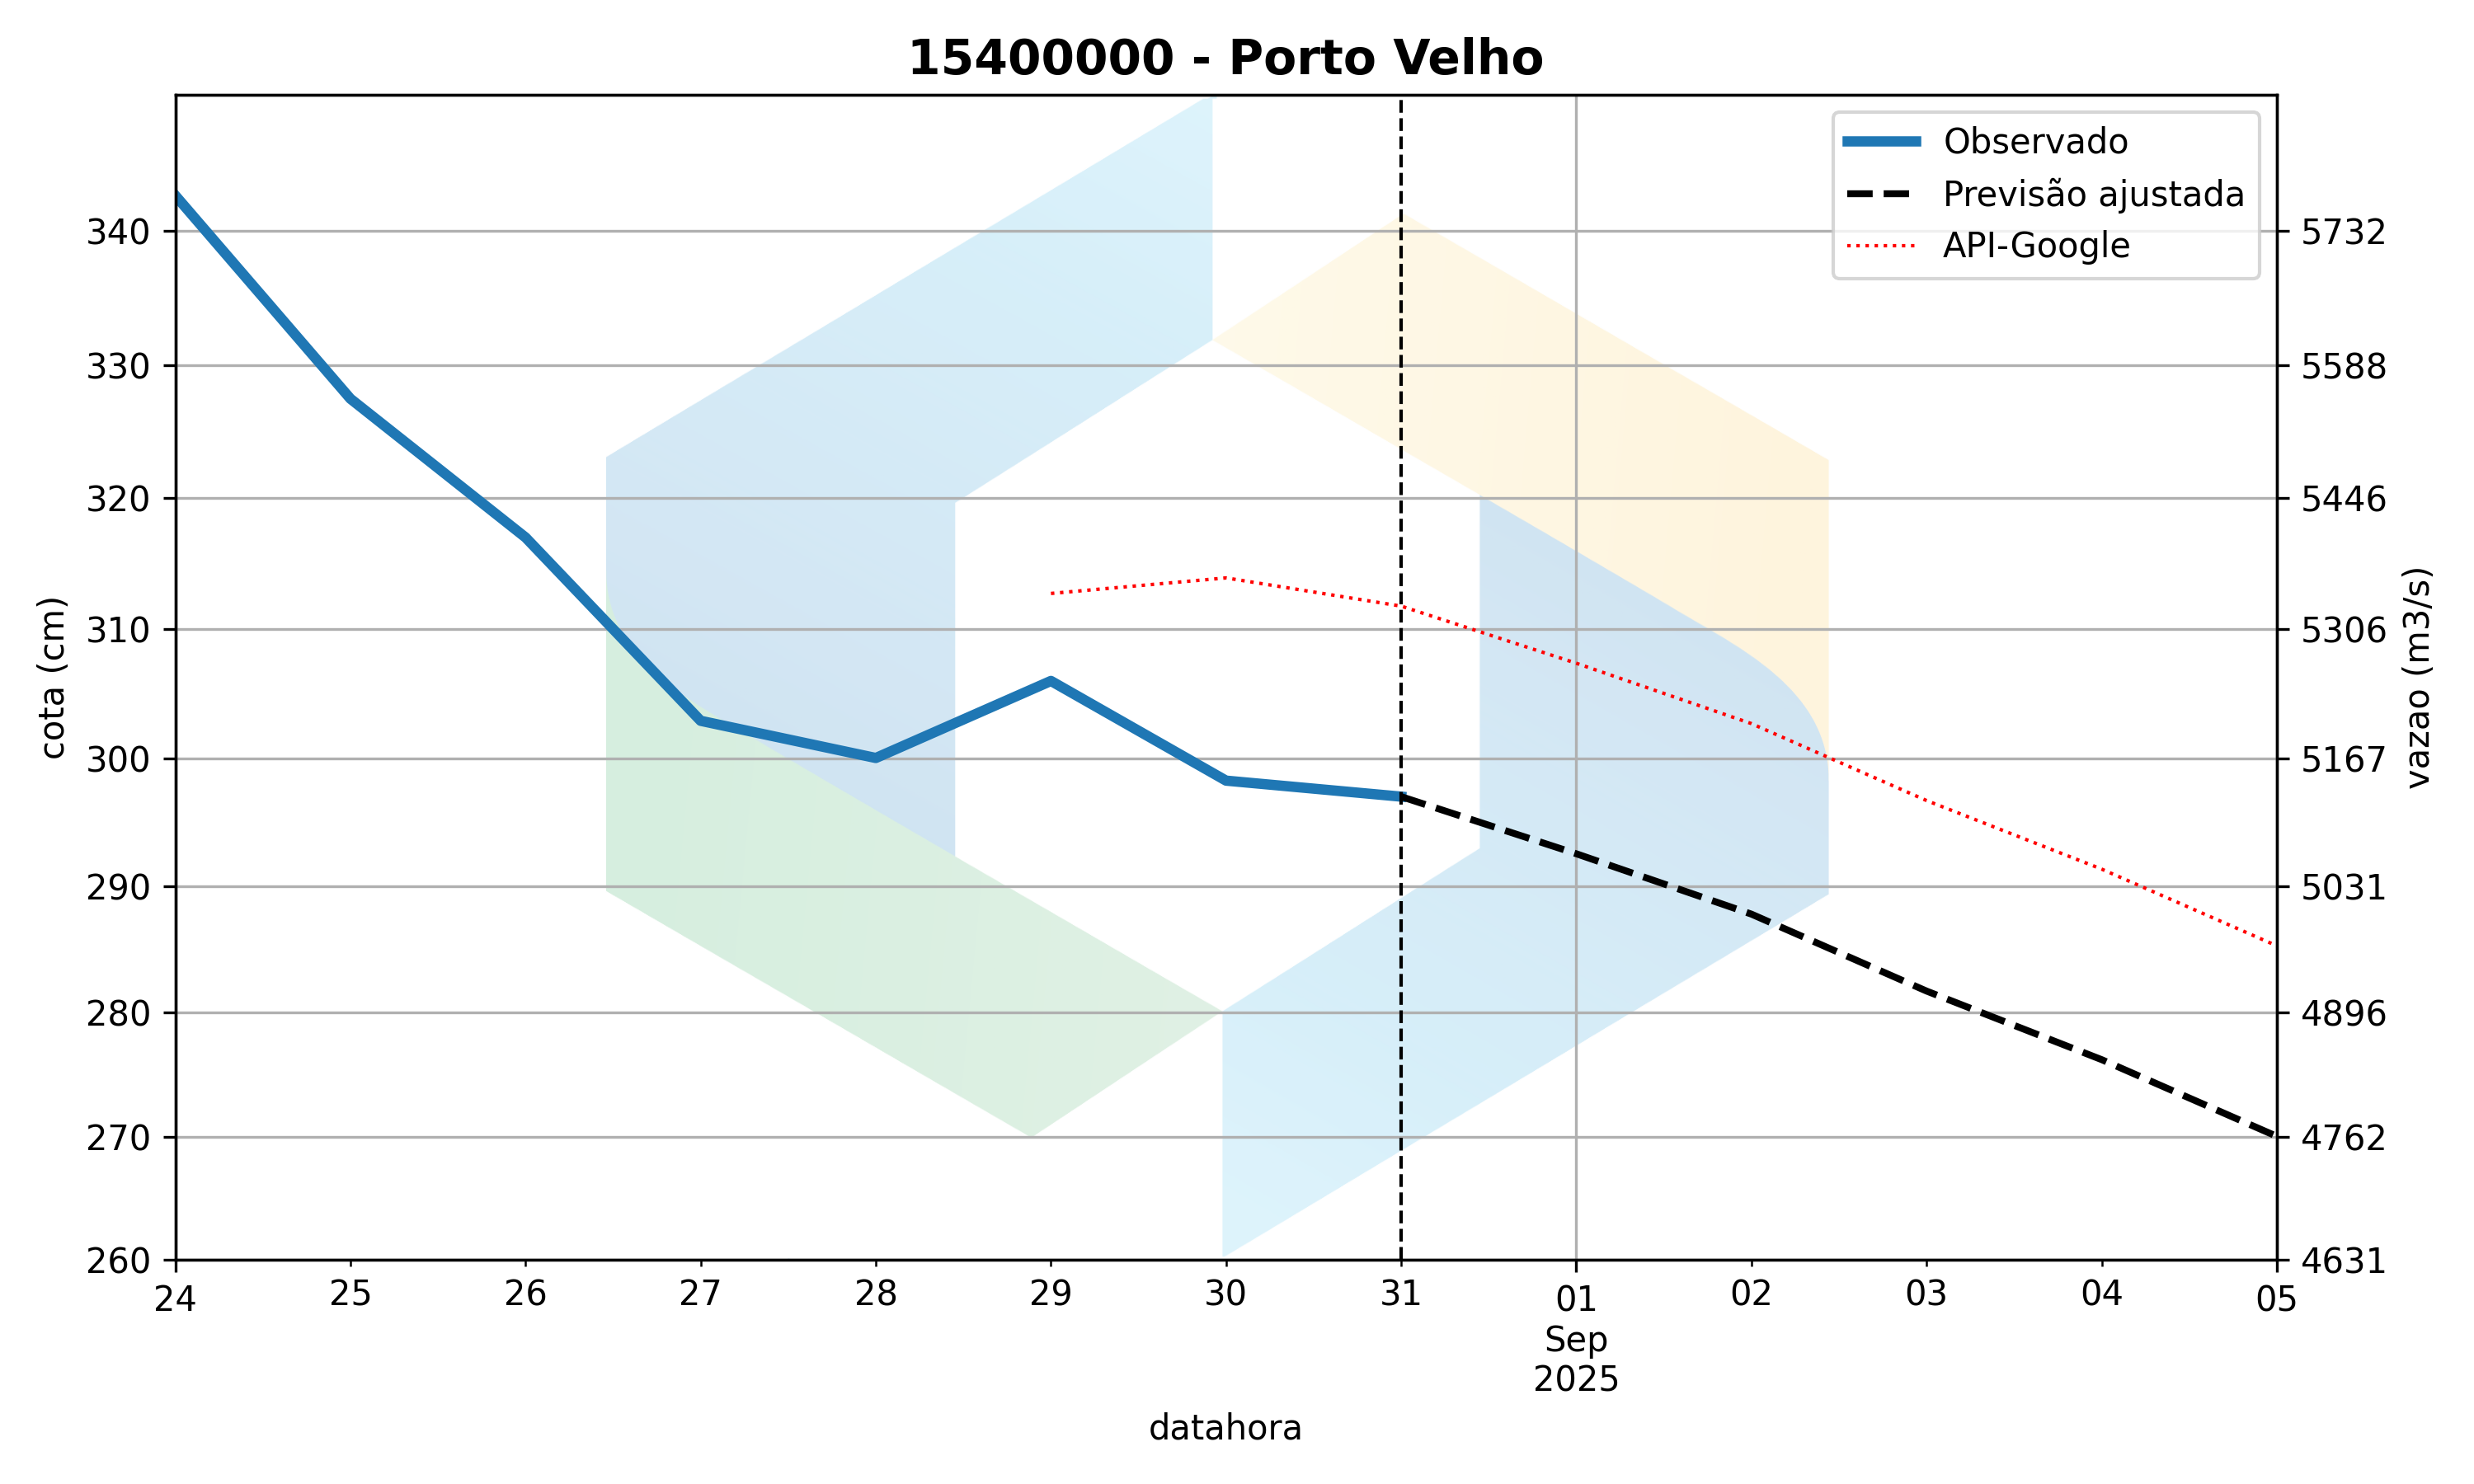 15400000 - Porto Velho
Observado
Previsão ajustada
API-Google
340
330
320
310
300
290
280
270
260
cota (cm)
5732
5588
5446
5306
5167
5031
4896
4762
4631
vazao (m3/s)
24 25 26 27 28 29 30 31 01 02 03 04 05
Sep
2025
datahora